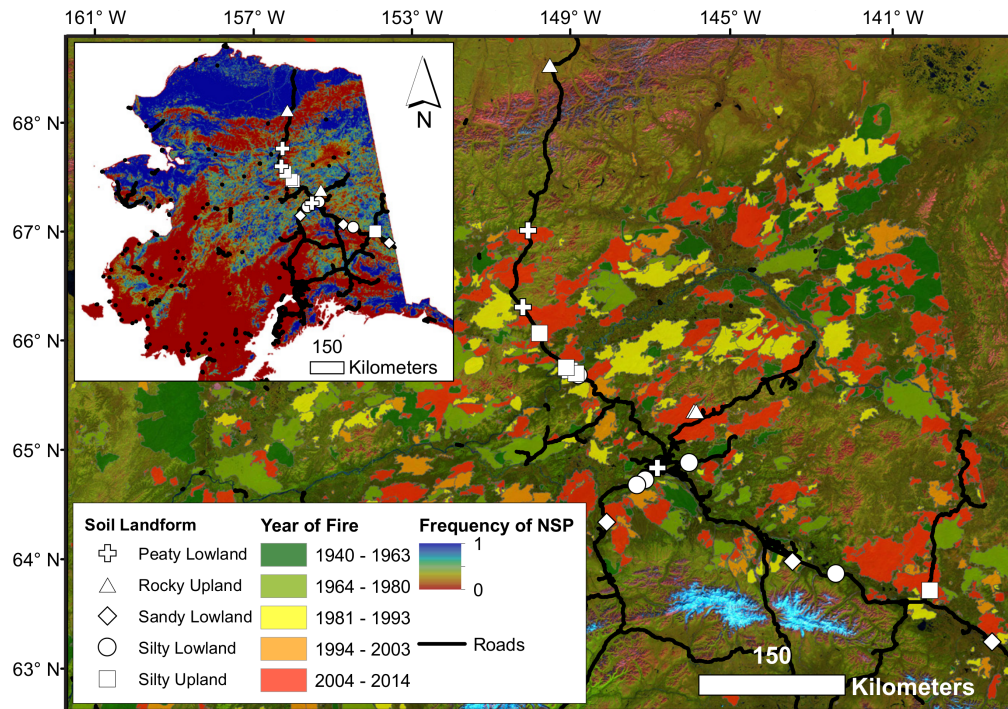 161° W 157° W 153° W 149° W 145° W 141° W
68° N
67° N
66° N
65° N
64° N
63° N
N
150
Kilometers
Soil Landform
Peaty Lowland
Rocky Upland
Sandy Lowland
Silty Lowland
Silty Upland
Year of Fire
1940 - 1963
1964 - 1980
1981 - 1993
1994 - 2003
2004 - 2014
Frequency of NSP
1
0
Roads
150
Kilometers